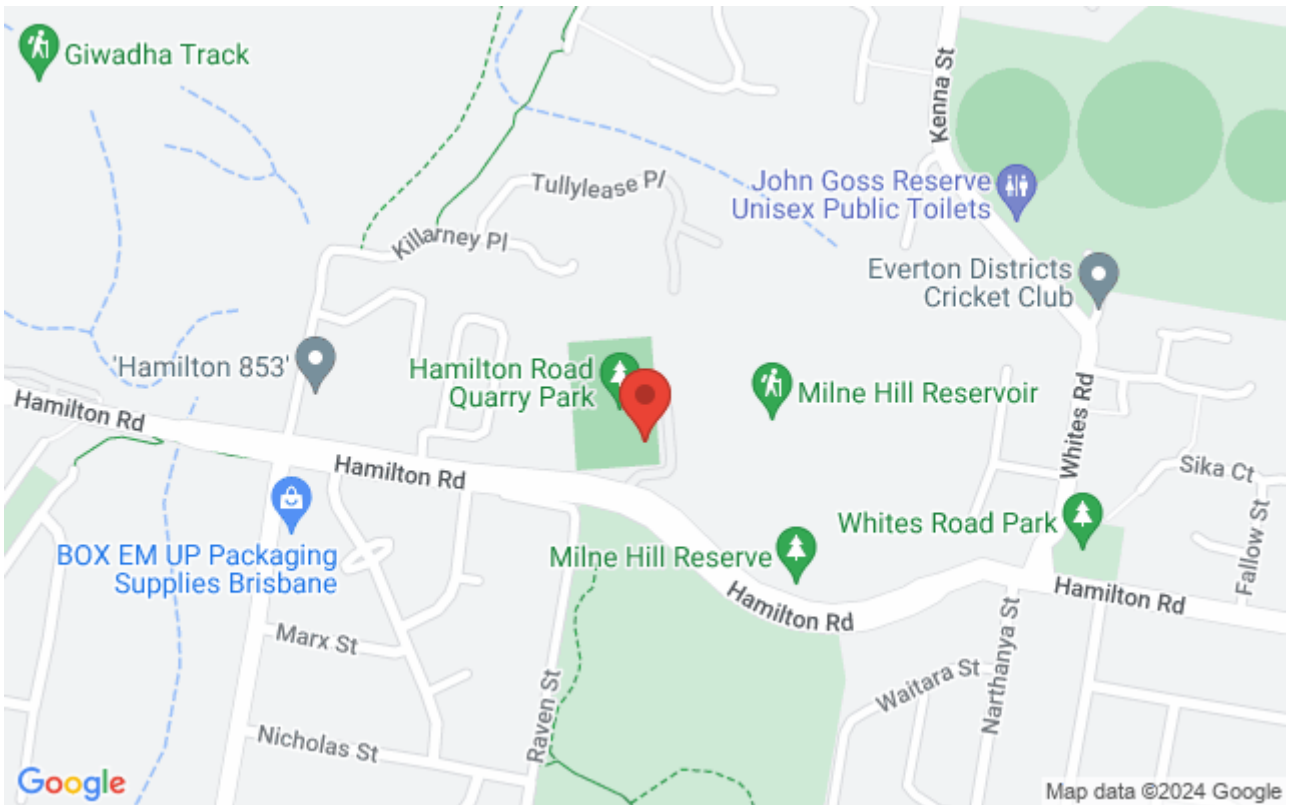 Giwadha Track
Kenna St
Tullylease Pl
John Goss Reserve
Unisex Public Toilets
Killarney Pl
Everton Districts
Cricket Club
'Hamilton 853'
Hamilton Road
Quarry Park
Milne Hill Reservoir
Hamilton Rd
Whites Rd
Hamilton Rd
Sika Ct
Whites Road Park
Fallow St
BOX EM UP Packaging
Supplies Brisbane
Milne Hill Reserve
Hamilton Rd
Hamilton Rd
Marx St
Narthanya St
Waitara St
Raven St
Nicholas St
Google
Map data ©2024 Google